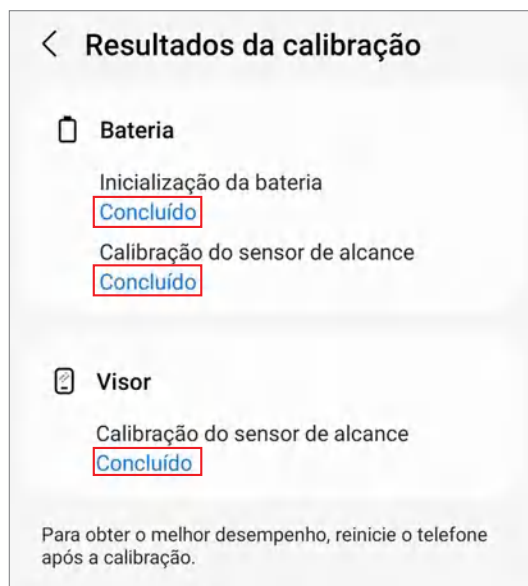 Resultados da calibração
Bateria
Inicialização da bateria
Concluído
Calibração do sensor de alcance
Concluído
Visor
Calibração do sensor de alcance
Concluído
Para obter o melhor desempenho, reinicie o telefone
após a calibração.